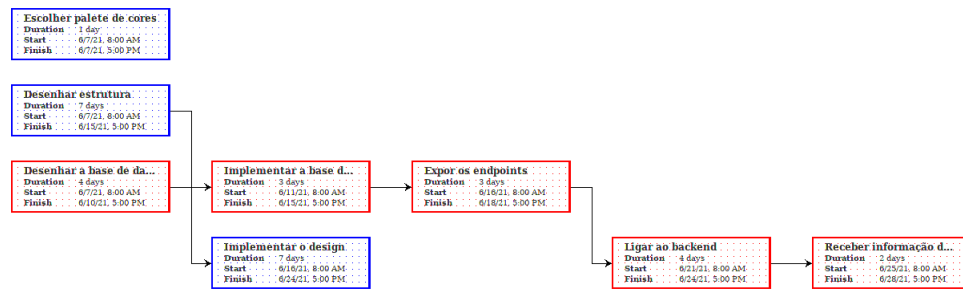 Escolher palete de cores
Duration 1 day
Start 6/7/21, 8:00 AM
Finish 6/7/21, 5:00 PM
Desenhar estrutura
Duration 7 days
Start 6/7/21, 8:00 AM
Finish 6/15/21, 5:00 PM
Desenhar a base de da...
Duration 4 days
Start 6/7/21, 8:00 AM
Finish 6/10/21, 5:00 PM
Implementar a base d...
Duration 3 days
Start 6/11/21, 8:00 AM
Finish 6/15/21, 5:00 PM
Expor os endpoints
Duration 3 days
Start 6/16/21, 8:00 AM
Finish 6/18/21, 5:00 PM
Implementar o design
Duration 7 days
Start 6/16/21, 8:00 AM
Finish 6/24/21, 5:00 PM
Ligar ao backend
Duration 4 days
Start 6/21/21, 8:00 AM
Finish 6/24/21, 5:00 PM
Receber informação d...
Duration 2 days
Start 6/25/21, 8:00 AM
Finish 6/28/21, 5:00 PM